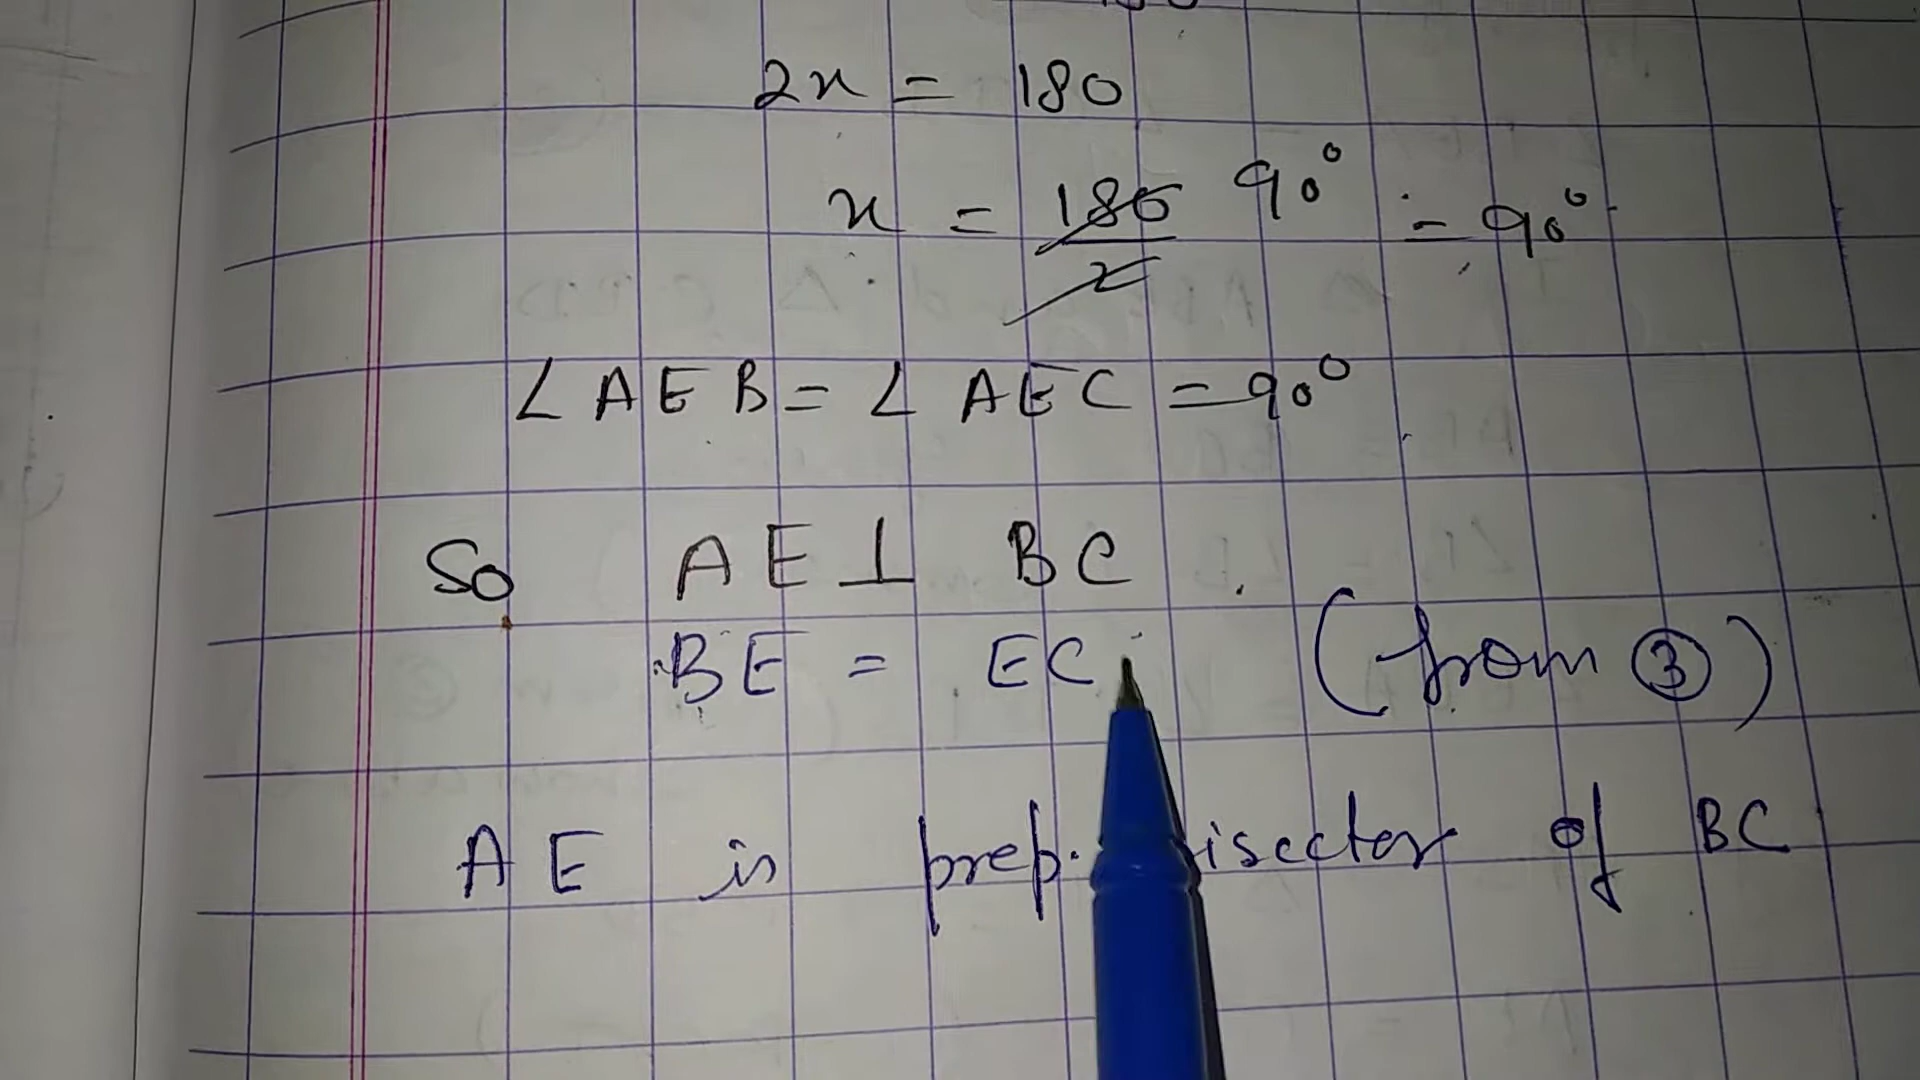 2x = 180
x = 180/2 90° = 90°
∠AEB = ∠AEC = 90°
So AE ⊥ BC
BE = EC (from ③)
AE is prep. isector of BC